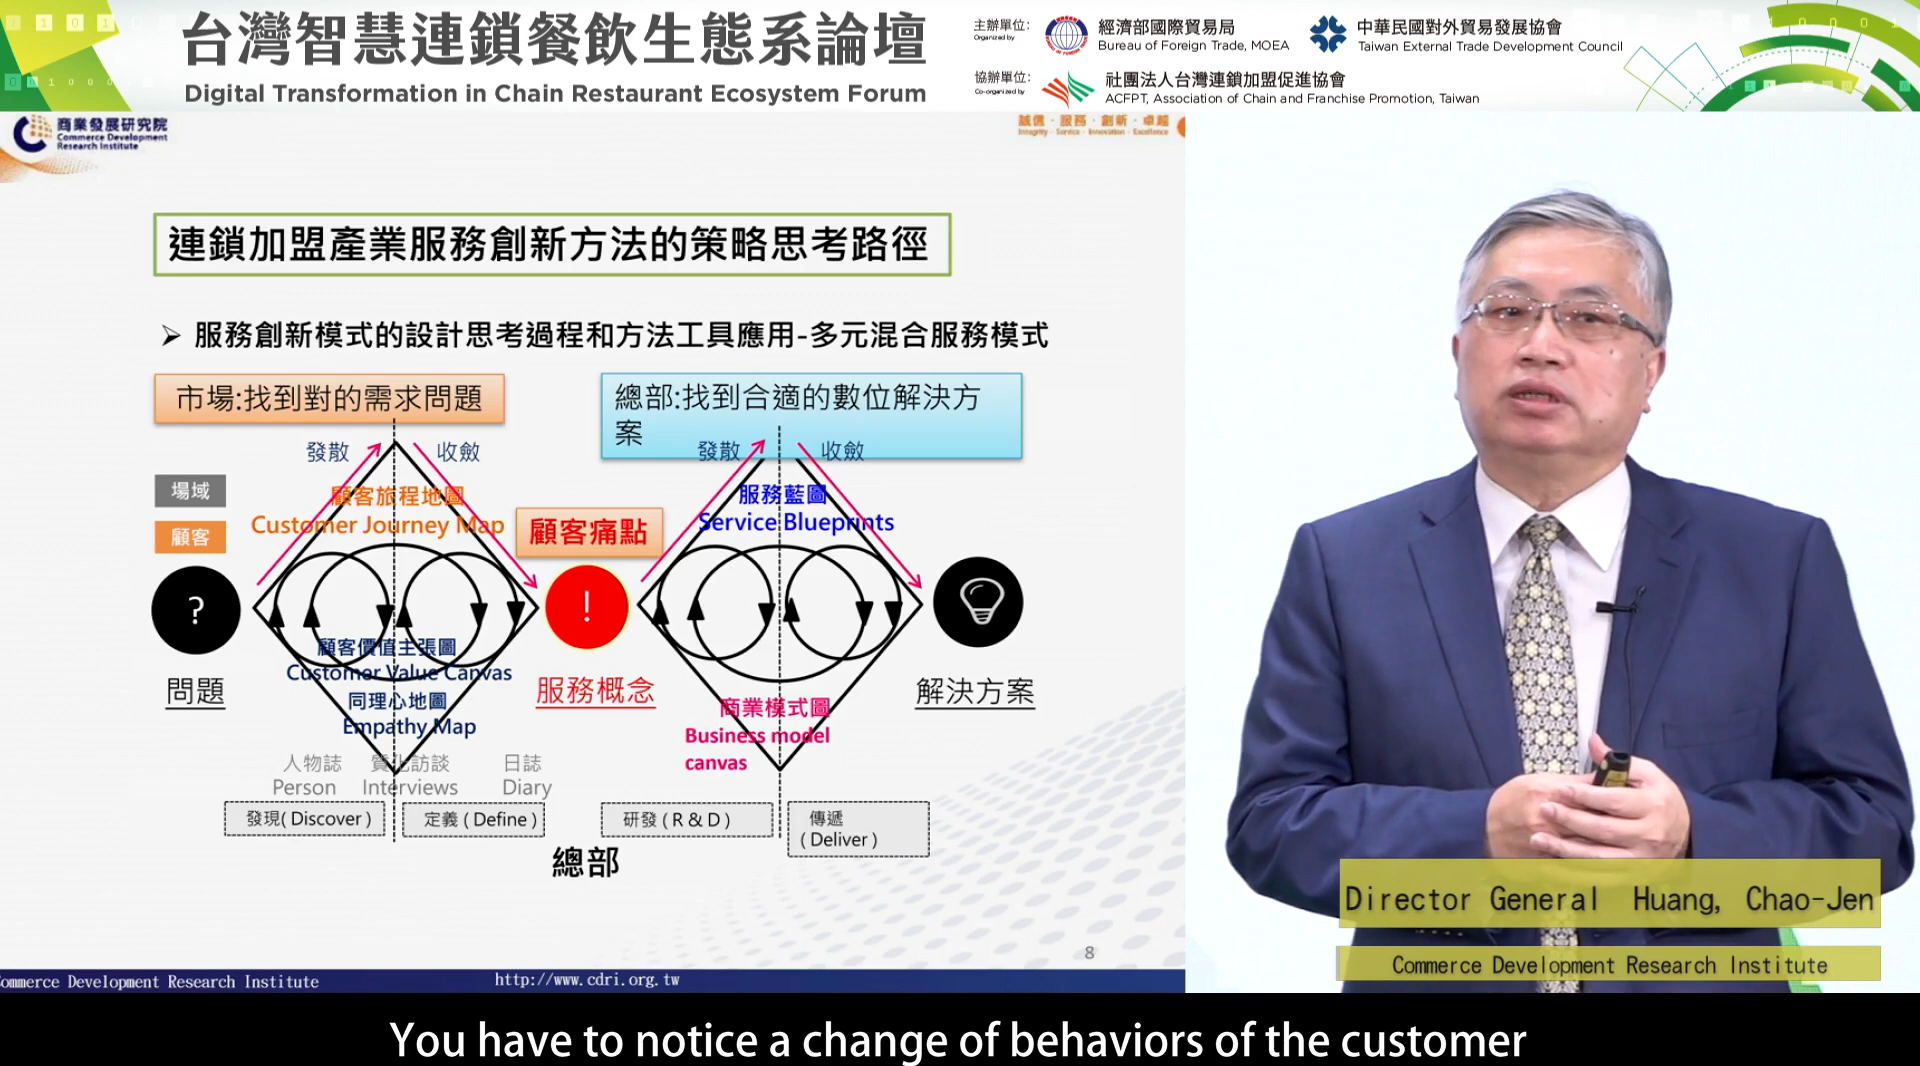 台灣智慧連鎖餐飲生態系論壇
Digital Transformation in Chain Restaurant Ecosystem Forum
主辦單位:
Organized by
經濟部國際貿易局
Bureau of Foreign Trade, MOEA
中華民國對外貿易發展協會
Taiwan External Trade Development Council
協辦單位:
Co-organized by
社團法人台灣連鎖加盟促進協會
ACFPT, Association of Chain and Franchise Promotion, Taiwan
商業發展研究院
Commerce Development
Research Institute
誠信・服務・創新・卓越
Integrity · Service · Innovation · Excellence
連鎖加盟產業服務創新方法的策略思考路徑
➢ 服務創新模式的設計思考過程和方法工具應用-多元混合服務模式
市場:找到對的需求問題
總部:找到合適的數位解決方
案
發散
收斂
發散
收斂
場域
顧客
顧客旅程地圖
Customer Journey Map
顧客痛點
服務藍圖
Service Blueprints
?
!
顧客價值主張圖
Customer Value Canvas
同理心地圖
Empathy Map
問題
服務概念
解決方案
商業模式圖
Business model
canvas
人物誌
Person
質化訪談
Interviews
日誌
Diary
發現( Discover )
定義 ( Define )
研發 ( R & D )
傳遞
( Deliver )
總部
8
ommerce Development Research Institute
http://www.cdri.org.tw
Director General Huang, Chao-Jen
Commerce Development Research Institute
You have to notice a change of behaviors of the customer